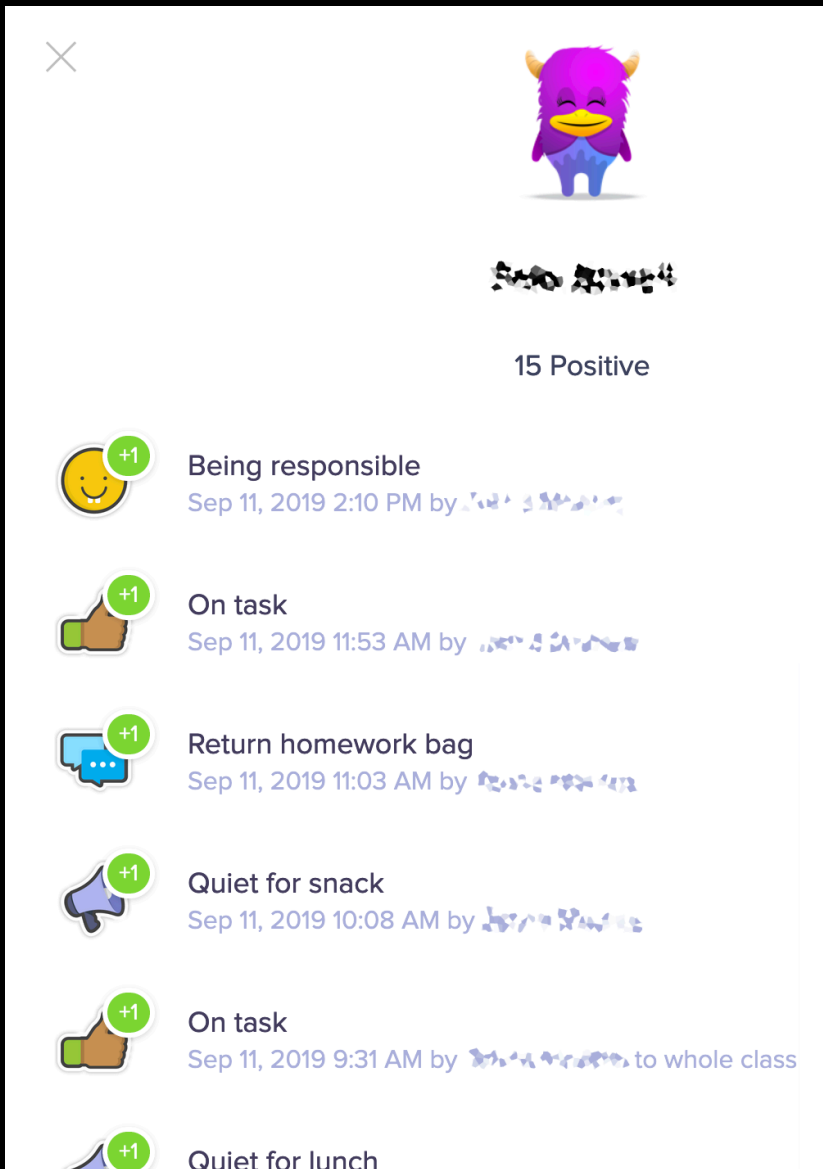 15 Positive
+1
Being responsible
Sep 11, 2019 2:10 PM by
+1
On task
Sep 11, 2019 11:53 AM by
+1
Return homework bag
Sep 11, 2019 11:03 AM by
+1
Quiet for snack
Sep 11, 2019 10:08 AM by
+1
On task
Sep 11, 2019 9:31 AM by to whole class
+1
Quiet for lunch